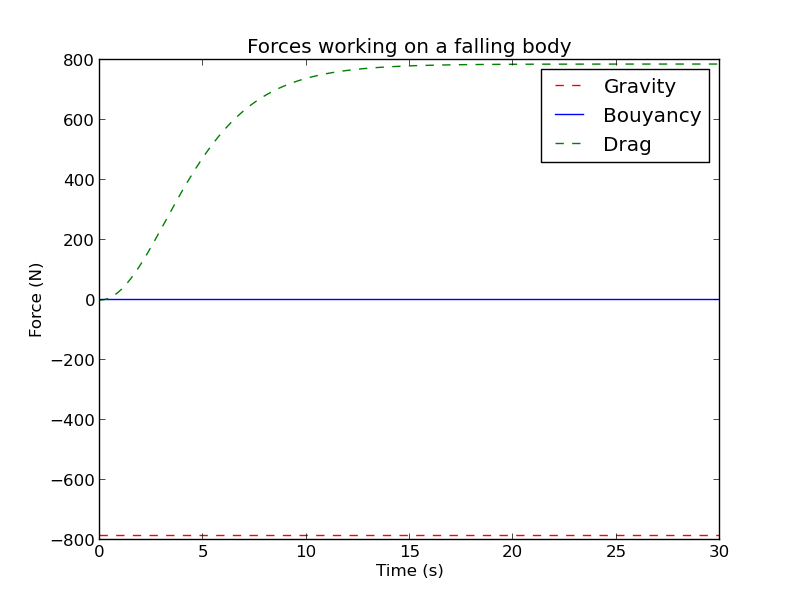 Forces working on a falling body
800
600
400
200
0
−200
−400
−600
−800
Force (N)
Gravity
Bouyancy
Drag
0 5 10 15 20 25 30
Time (s)